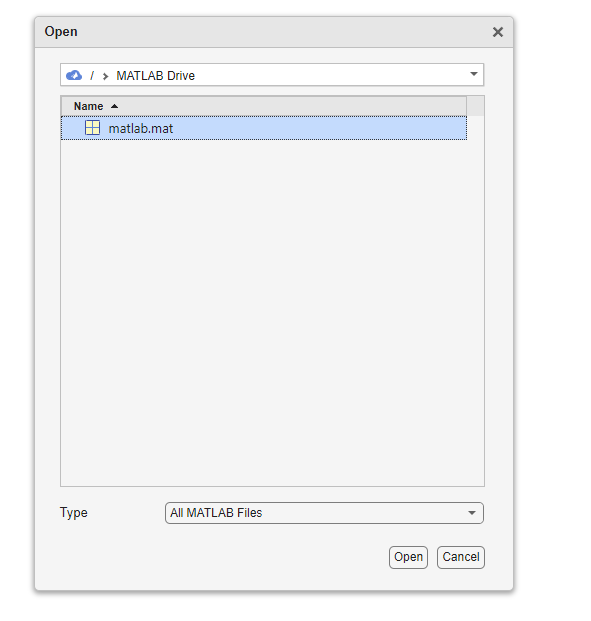 Open
/ MATLAB Drive
Name
matlab.mat
Type All MATLAB Files
Open Cancel